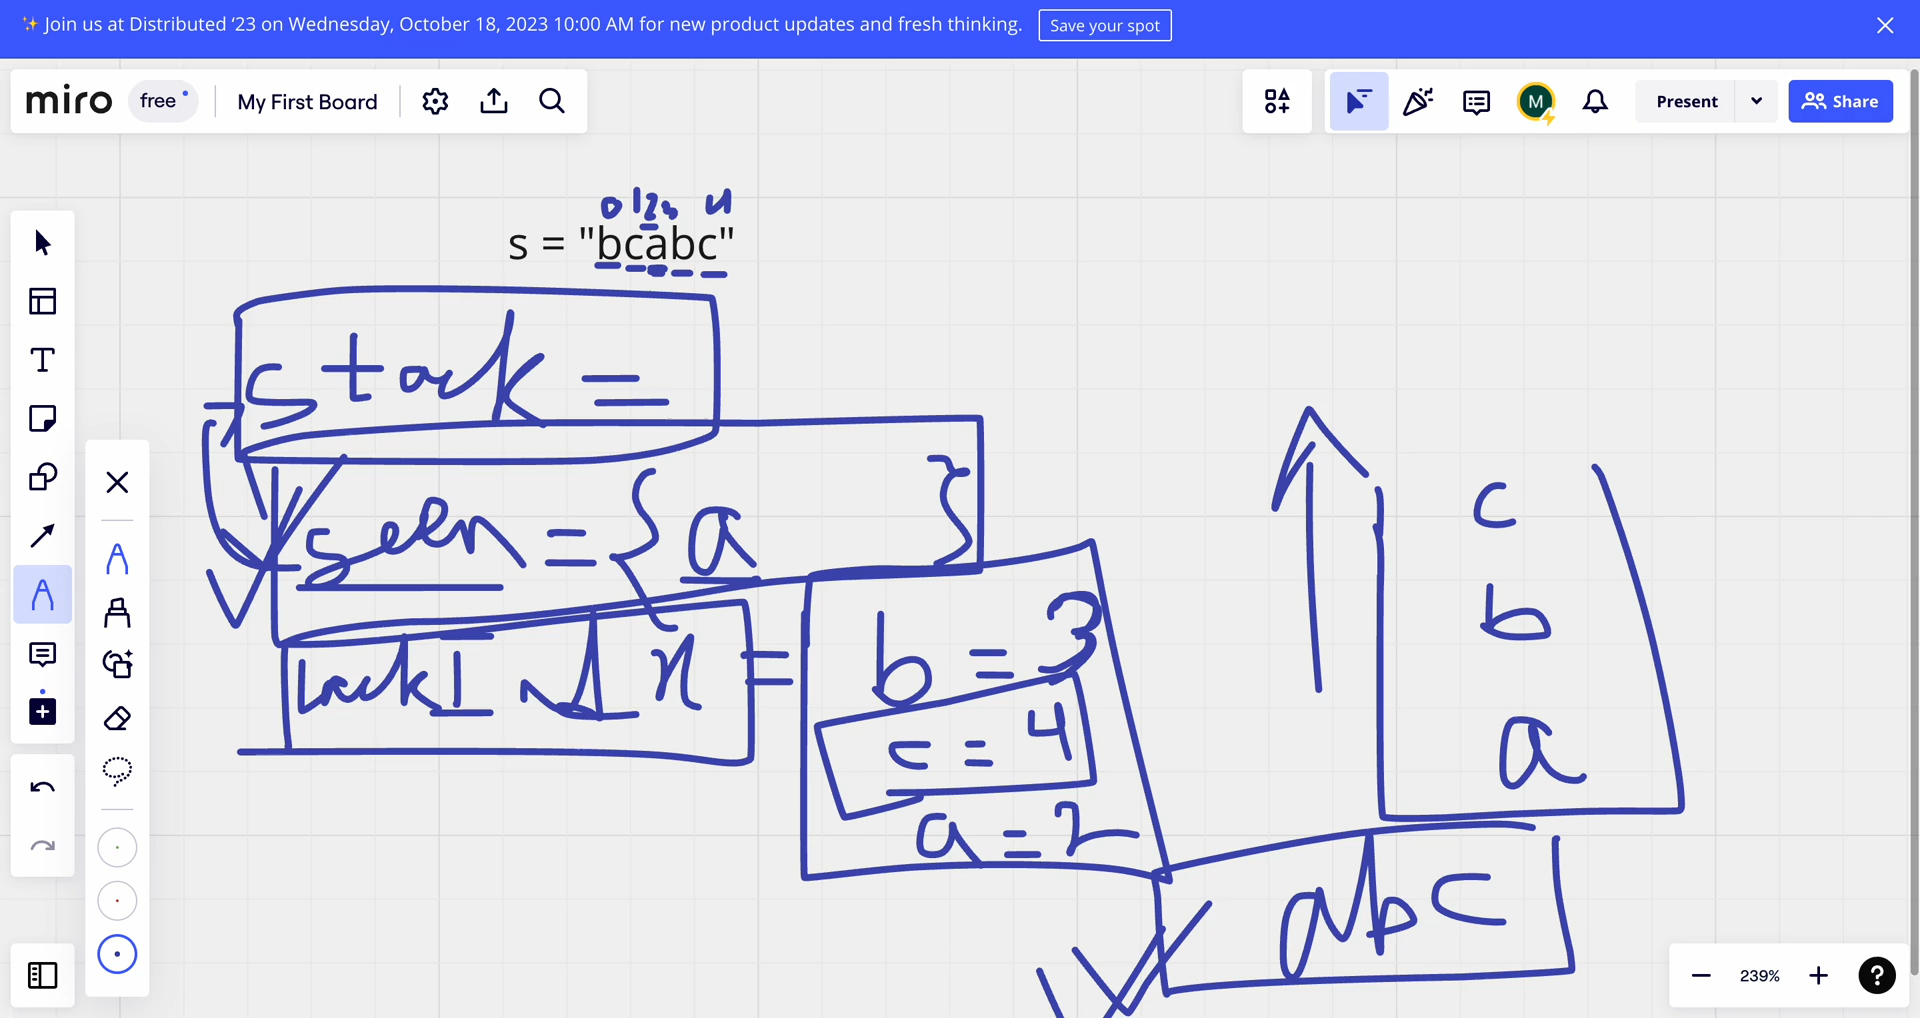 ✨ Join us at Distributed ‘23 on Wednesday, October 18, 2023 10:00 AM for new product updates and fresh thinking. Save your spot
miro free My First Board
M Present Share
0 1 2 3 4
s = "bcabc"
stack =
seen = { a }
b = 3
c = 4
a = 2
c
b
a
abc
239%